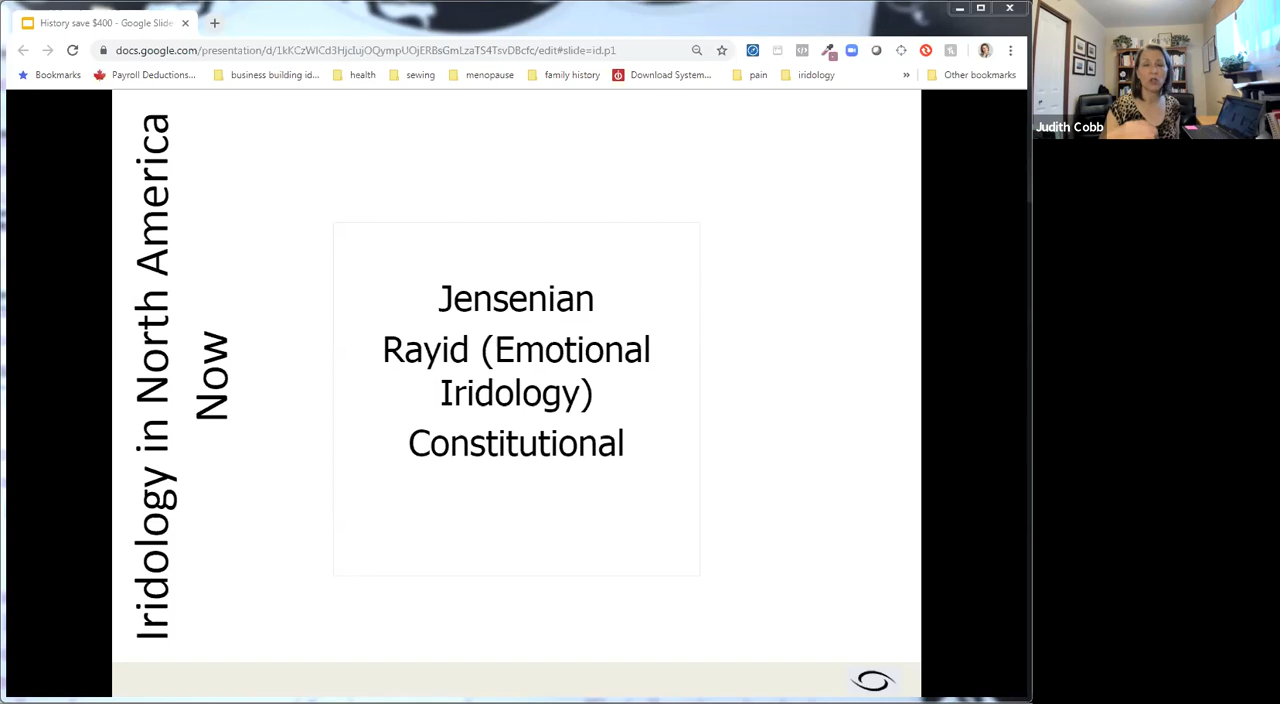 History save $400 - Google Slide
docs.google.com/presentation/d/1kKCzWlCd3HjcIujOQympUOjERBsGmLzaTS4TsvDBcfc/edit#slide=id.p1
Bookmarks
Payroll Deductions...
business building id...
health
sewing
menopause
family history
Download System...
pain
iridology
»
Other bookmarks
Judith Cobb
Iridology in North America
Now
Jensenian
Rayid (Emotional
Iridology)
Constitutional